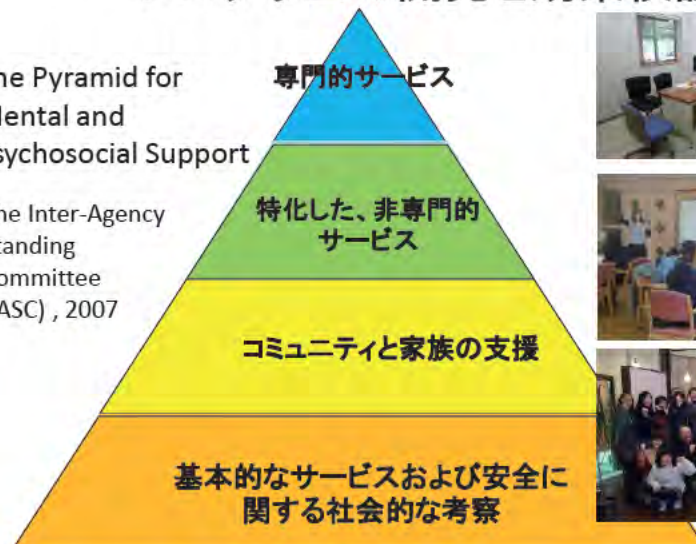 専門的サービス
he Pyramid for
ental and
sychosocial Support
特化した、非専門的
サービス
he Inter-Agency
tanding
ommittee
ASC) , 2007
コミュニティと家族の支援
基本的なサービスおよび安全に
関する社会的な考察